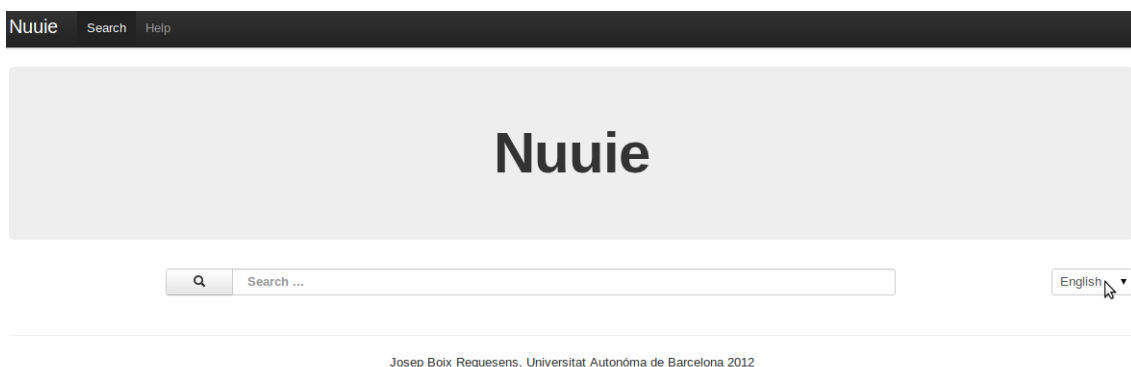 Nuuie Search Help
Nuuie
Search ... English
Josep Boix Requesens, Universitat Autonóma de Barcelona 2012